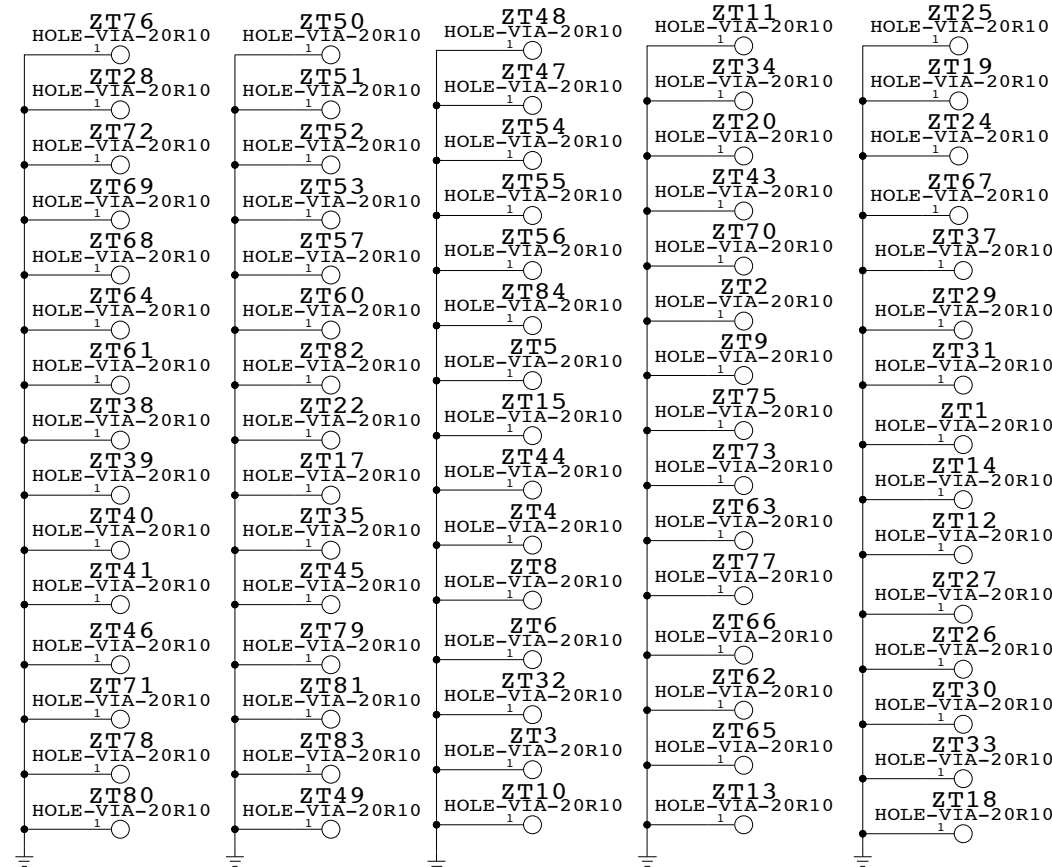 ZT76
HOLE-VIA-20R10
1
ZT28
HOLE-VIA-20R10
1
ZT72
HOLE-VIA-20R10
1
ZT69
HOLE-VIA-20R10
1
ZT68
HOLE-VIA-20R10
1
ZT64
HOLE-VIA-20R10
1
ZT61
HOLE-VIA-20R10
1
ZT38
HOLE-VIA-20R10
1
ZT39
HOLE-VIA-20R10
1
ZT40
HOLE-VIA-20R10
1
ZT41
HOLE-VIA-20R10
1
ZT46
HOLE-VIA-20R10
1
ZT71
HOLE-VIA-20R10
1
ZT78
HOLE-VIA-20R10
1
ZT80
HOLE-VIA-20R10
1
ZT50
HOLE-VIA-20R10
1
ZT51
HOLE-VIA-20R10
1
ZT52
HOLE-VIA-20R10
1
ZT53
HOLE-VIA-20R10
1
ZT57
HOLE-VIA-20R10
1
ZT60
HOLE-VIA-20R10
1
ZT82
HOLE-VIA-20R10
1
ZT22
HOLE-VIA-20R10
1
ZT17
HOLE-VIA-20R10
1
ZT35
HOLE-VIA-20R10
1
ZT45
HOLE-VIA-20R10
1
ZT79
HOLE-VIA-20R10
1
ZT81
HOLE-VIA-20R10
1
ZT83
HOLE-VIA-20R10
1
ZT49
HOLE-VIA-20R10
1
ZT48
HOLE-VIA-20R10
1
ZT47
HOLE-VIA-20R10
1
ZT54
HOLE-VIA-20R10
1
ZT55
HOLE-VIA-20R10
1
ZT56
HOLE-VIA-20R10
1
ZT84
HOLE-VIA-20R10
1
ZT5
HOLE-VIA-20R10
1
ZT15
HOLE-VIA-20R10
1
ZT44
HOLE-VIA-20R10
1
ZT4
HOLE-VIA-20R10
1
ZT8
HOLE-VIA-20R10
1
ZT6
HOLE-VIA-20R10
1
ZT32
HOLE-VIA-20R10
1
ZT3
HOLE-VIA-20R10
1
ZT10
HOLE-VIA-20R10
1
ZT11
HOLE-VIA-20R10
1
ZT34
HOLE-VIA-20R10
1
ZT20
HOLE-VIA-20R10
1
ZT43
HOLE-VIA-20R10
1
ZT70
HOLE-VIA-20R10
1
ZT2
HOLE-VIA-20R10
1
ZT9
HOLE-VIA-20R10
1
ZT75
HOLE-VIA-20R10
1
ZT73
HOLE-VIA-20R10
1
ZT63
HOLE-VIA-20R10
1
ZT77
HOLE-VIA-20R10
1
ZT66
HOLE-VIA-20R10
1
ZT62
HOLE-VIA-20R10
1
ZT65
HOLE-VIA-20R10
1
ZT13
HOLE-VIA-20R10
1
ZT25
HOLE-VIA-20R10
1
ZT19
HOLE-VIA-20R10
1
ZT24
HOLE-VIA-20R10
1
ZT67
HOLE-VIA-20R10
1
ZT37
HOLE-VIA-20R10
1
ZT29
HOLE-VIA-20R10
1
ZT31
HOLE-VIA-20R10
1
ZT1
HOLE-VIA-20R10
1
ZT14
HOLE-VIA-20R10
1
ZT12
HOLE-VIA-20R10
1
ZT27
HOLE-VIA-20R10
1
ZT26
HOLE-VIA-20R10
1
ZT30
HOLE-VIA-20R10
1
ZT33
HOLE-VIA-20R10
1
ZT18
HOLE-VIA-20R10
1